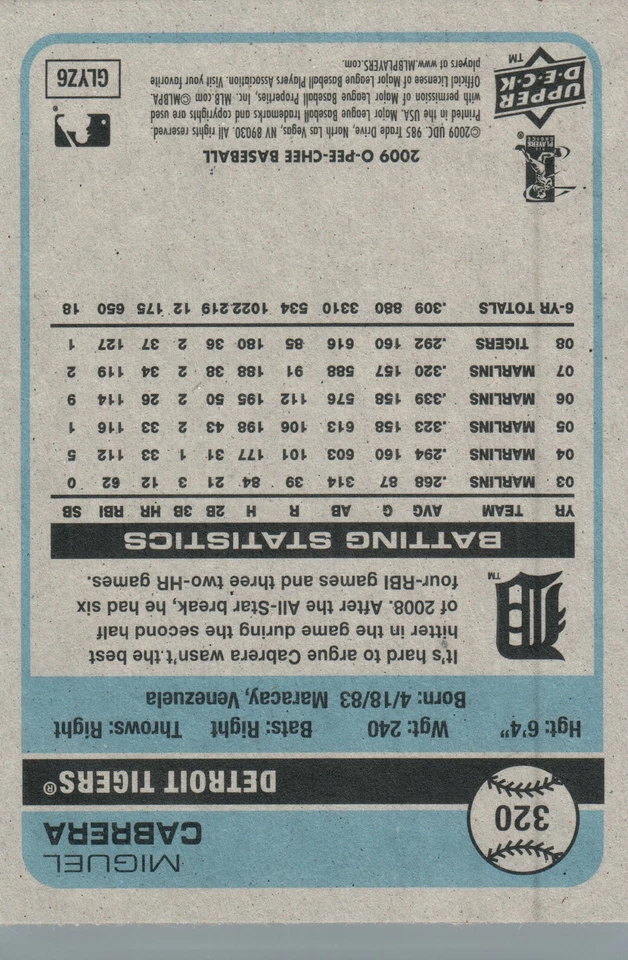 MIGUEL
CABRERA
320
DETROIT TIGERS®
Hgt: 6'4" Wgt: 240 Bats: Right Throws: Right
Born: 4/18/83 Maracay, Venezuela
It's hard to argue Cabrera wasn't the best
hitter in the game during the second half
of 2008. After the All-Star break, he had six
four-RBI games and three two-HR games.
D TM
BATTING STATISTICS
YR TEAM AVG G AB R H 2B 3B HR RBI SB
03 MARLINS .268 87 314 39 84 21 3 12 62 0
04 MARLINS .294 160 603 101 177 31 1 33 112 5
05 MARLINS .323 158 613 106 198 43 2 33 116 1
06 MARLINS .339 158 576 112 195 50 2 26 114 9
07 MARLINS .320 157 588 91 188 38 2 34 119 2
08 TIGERS .292 160 616 85 180 36 2 37 127 1
6-YR TOTALS .309 880 3310 534 1022 219 12 175 650 18
2009 O-PEE-CHEE BASEBALL
©2009 UDC, 985 Trade Drive, North Las Vegas, NV 89030. All rights reserved.
Printed in the USA. Major League Baseball trademarks and copyrights are used
with permission of Major League Baseball Properties, Inc. MLB.com ©MLBPA
Official Licensee of Major League Baseball Players Association. Visit your favorite
players at www.MLBPLAYERS.com.
PLAYERS
CHOICE
®
UPPER
D·E·C·K
TM
GLYZ6